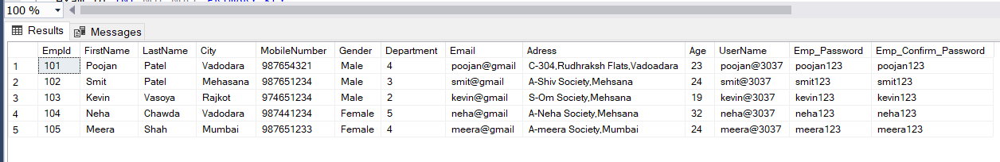 100 %
Results Messages
EmpId FirstName LastName City MobileNumber Gender Department Email Adress Age UserName Emp_Password Emp_Confirm_Password
1 101 Poojan Patel Vadodara 987654321 Male 4 poojan@gmail C-304,Rudhraksh Flats,Vadoadara 23 poojan@3037 poojan123 poojan123
2 102 Smit Patel Mehasana 987651234 Male 3 smit@gmail A-Shiv Society,Mehsana 24 smit@3037 smit123 smit123
3 103 Kevin Vasoya Rajkot 974651234 Male 2 kevin@gmail S-Om Society,Mehsana 19 kevin@3037 kevin123 kevin123
4 104 Neha Chawda Vadodara 987441234 Female 5 neha@gmail A-Neha Society,Mehsana 32 neha@3037 neha123 neha123
5 105 Meera Shah Mumbai 987651233 Female 4 meera@gmail A-meera Society,Mumbai 24 meera@3037 meera123 meera123